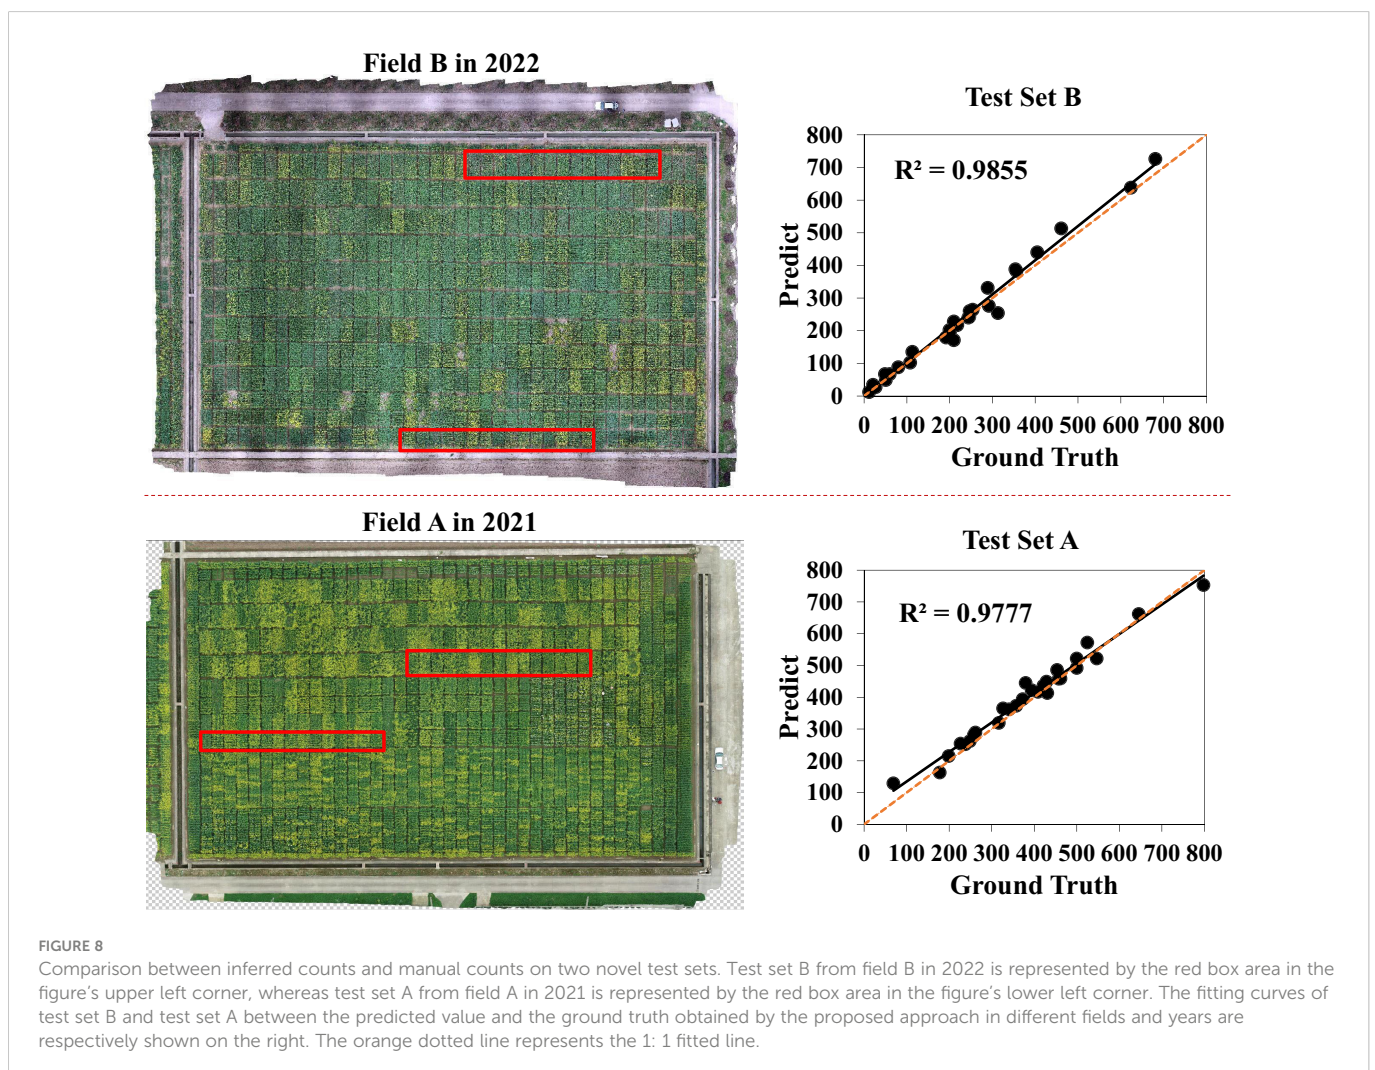 Field B in 2022
Test Set B
800
700
600
500
400
300
200
100
0
R² = 0.9855
Predict
0 100 200 300 400 500 600 700 800
Ground Truth
Field A in 2021
Test Set A
800
700
600
500
400
300
200
100
0
R² = 0.9777
Predict
0 100 200 300 400 500 600 700 800
Ground Truth
FIGURE 8
Comparison between inferred counts and manual counts on two novel test sets. Test set B from field B in 2022 is represented by the red box area in the
figure's upper left corner, whereas test set A from field A in 2021 is represented by the red box area in the figure's lower left corner. The fitting curves of
test set B and test set A between the predicted value and the ground truth obtained by the proposed approach in different fields and years are
respectively shown on the right. The orange dotted line represents the 1: 1 fitted line.